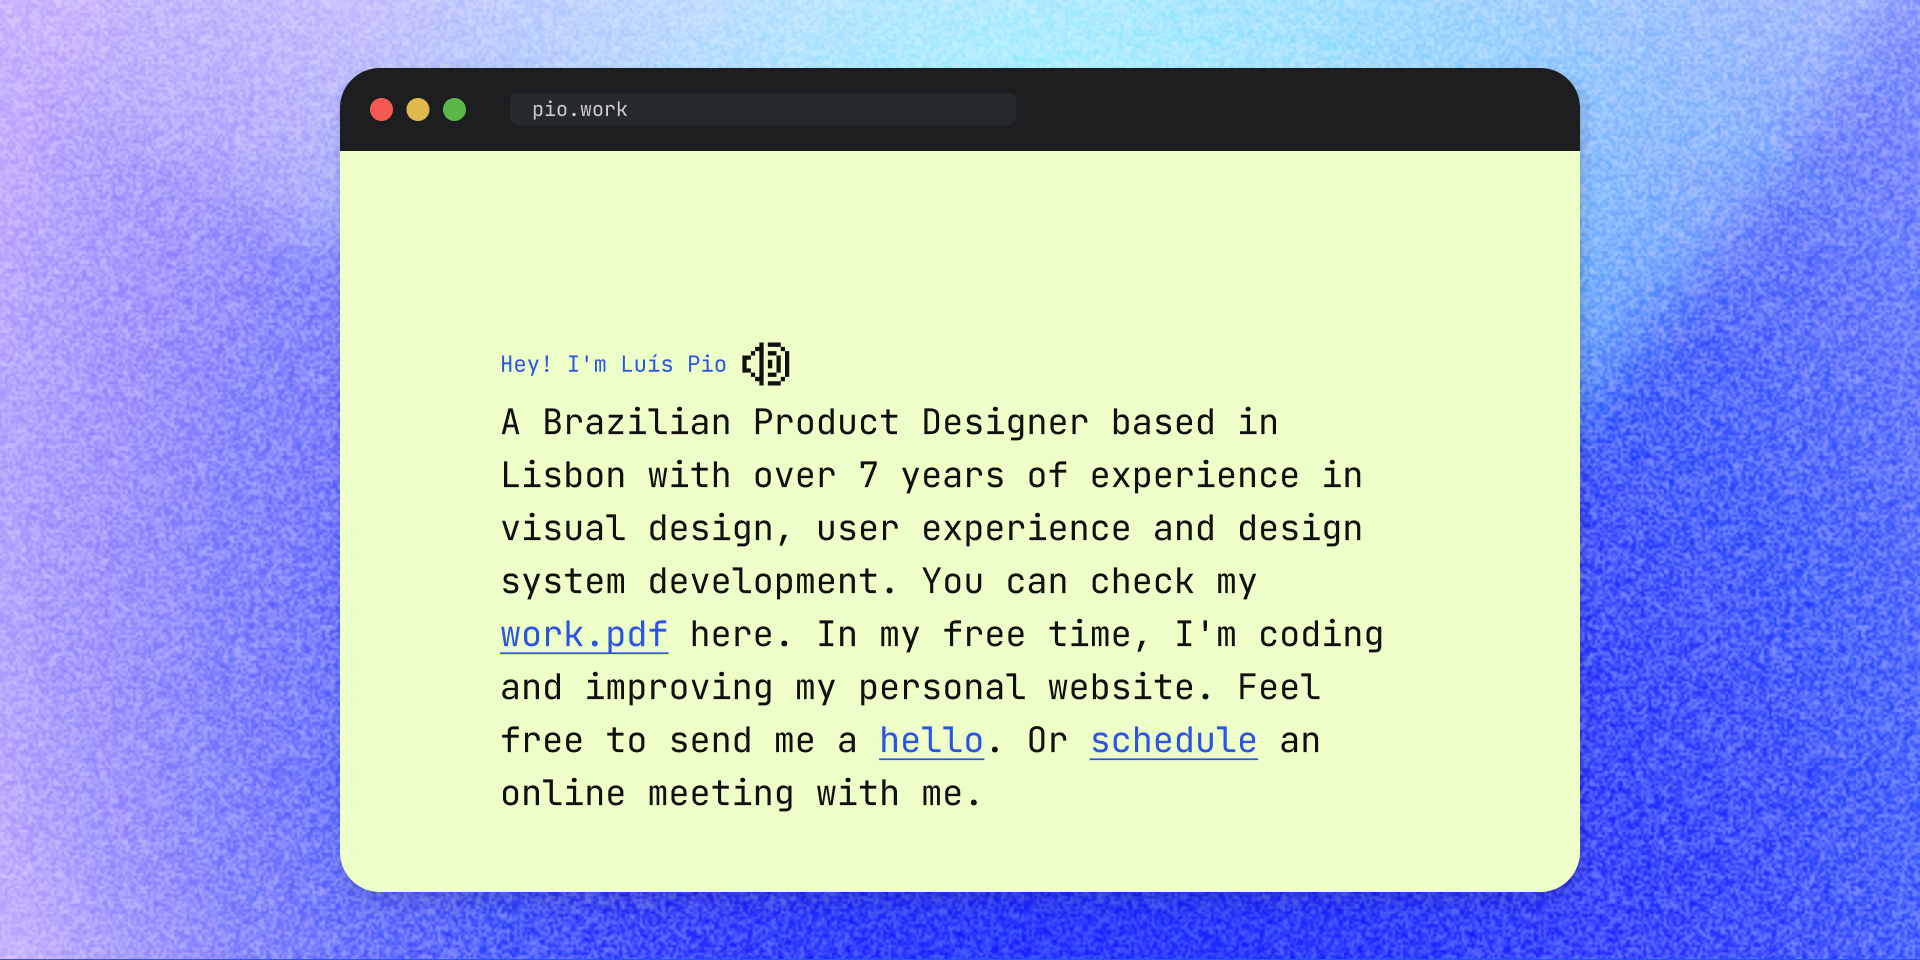 pio.work
Hey! I'm Luís Pio
A Brazilian Product Designer based in
Lisbon with over 7 years of experience in
visual design, user experience and design
system development. You can check my
work.pdf here. In my free time, I'm coding
and improving my personal website. Feel
free to send me a hello. Or schedule an
online meeting with me.